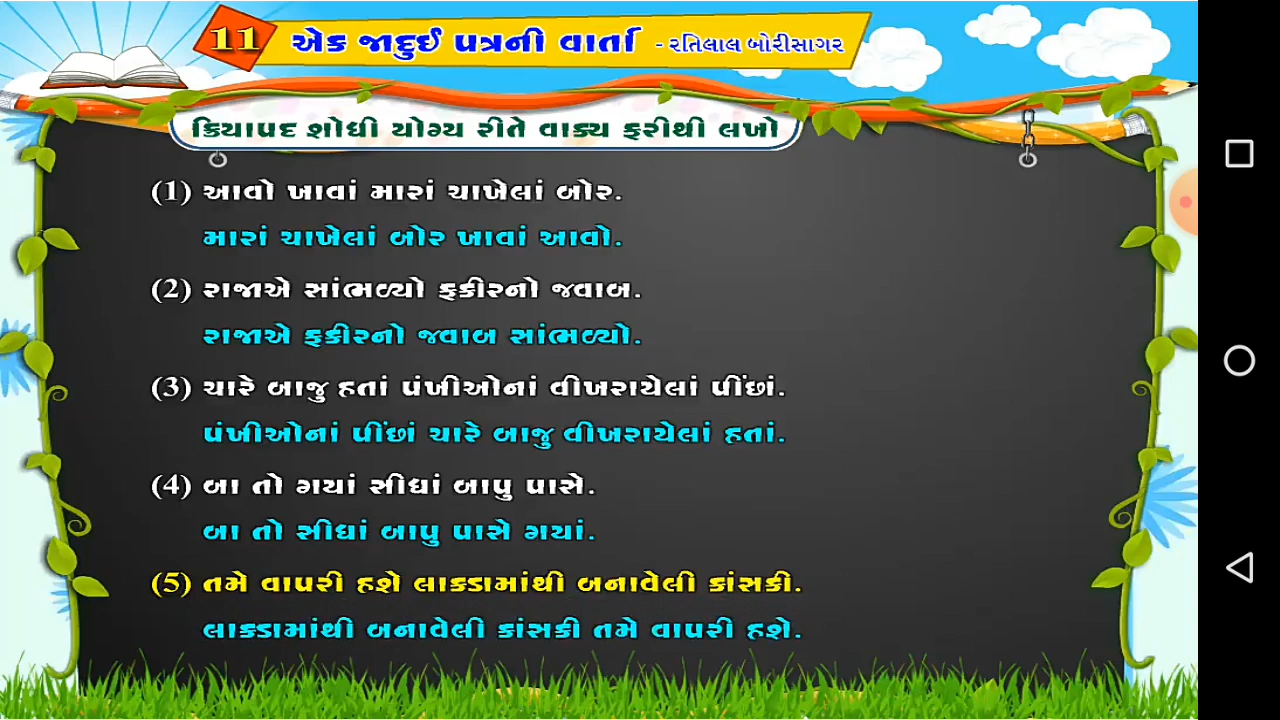 11 એક જાદુઈ પત્રની વાર્તા - રતિલાલ બોરીસાગર
ક્રિયાપદ શોધી યોગ્ય રીતે વાક્ય ફરીથી લખો
(1) આવો ખાવાં મારાં ચાખેલાં બોર.
મારાં ચાખેલાં બોર ખાવાં આવો.
(2) રાજાએ સાંભળ્યો ફકીરનો જવાબ.
રાજાએ ફકીરનો જવાબ સાંભળ્યો.
(3) ચારે બાજુ હતાં પંખીઓનાં વીખરાયેલાં પીંછાં.
પંખીઓનાં પીંછાં ચારે બાજુ વીખરાયેલાં હતાં.
(4) બા તો ગયાં સીધાં બાપુ પાસે.
બા તો સીધાં બાપુ પાસે ગયાં.
(5) તમે વાપરી હશે લાકડામાંથી બનાવેલી કાંસકી.
લાકડામાંથી બનાવેલી કાંસકી તમે વાપરી હશે.